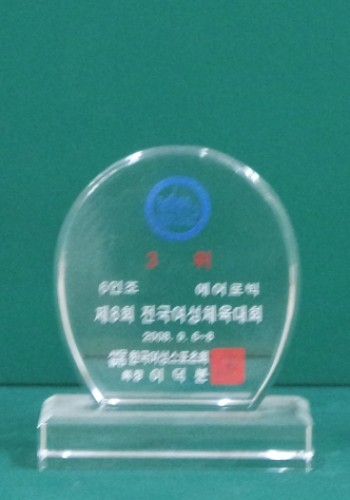 3 위
6인조 에어로빅
제8회 전국여성체육대회
2008. 9. 6-8
한국여성스포츠회
회장 이덕분